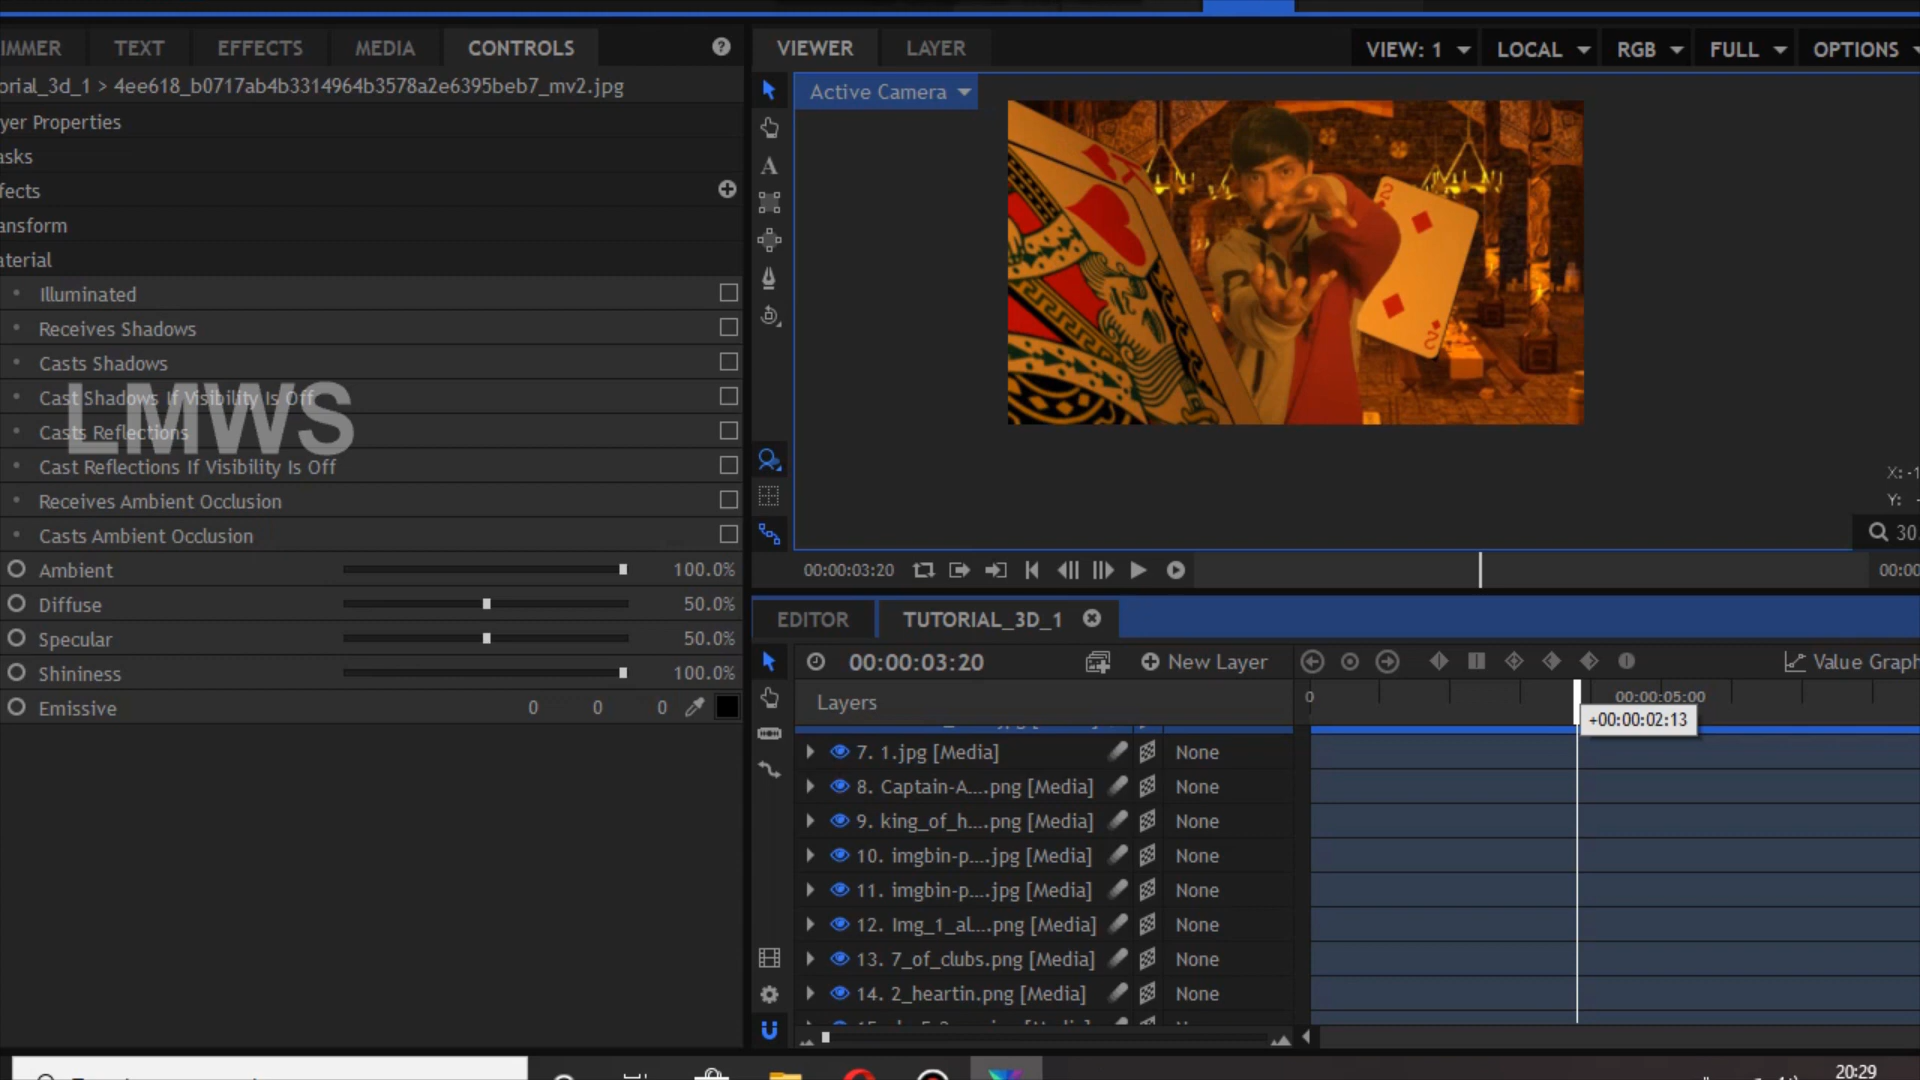 IMMER TEXT EFFECTS MEDIA CONTROLS ?
orial_3d_1 > 4ee618_b0717ab4b3314964b3578a2e6395beb7_mv2.jpg
yer Properties
asks
fects
ansform
aterial
Illuminated
Receives Shadows
Casts Shadows
Cast Shadows If Visibility Is Off
LMWS
Casts Reflections
Cast Reflections If Visibility Is Off
Receives Ambient Occlusion
Casts Ambient Occlusion
Ambient 100.0%
Diffuse 50.0%
Specular 50.0%
Shininess 100.0%
Emissive 0 0 0
VIEWER LAYER VIEW: 1 LOCAL RGB FULL OPTIONS
Active Camera
A
X: -1
Y: -
30.
00:00:03:20 00:00
EDITOR TUTORIAL_3D_1
00:00:03:20 New Layer Value Graph
Layers 0 00:00:05:00
+00:00:02:13
7. 1.jpg [Media] None
8. Captain-A....png [Media] None
9. king_of_h....png [Media] None
10. imgbin-p....jpg [Media] None
11. imgbin-p....jpg [Media] None
12. Img_1_al...png [Media] None
13. 7_of_clubs.png [Media] None
14. 2_heartin.png [Media] None
20:29